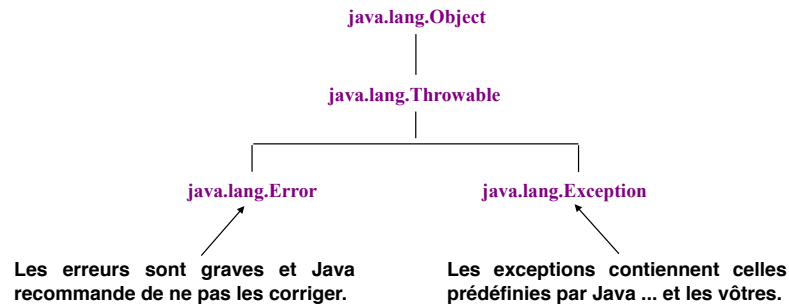 java.lang.Object
java.lang.Throwable
java.lang.Error
java.lang.Exception
Les erreurs sont graves et Java
recommande de ne pas les corriger.
Les exceptions contiennent celles
prédéfinies par Java ... et les vôtres.